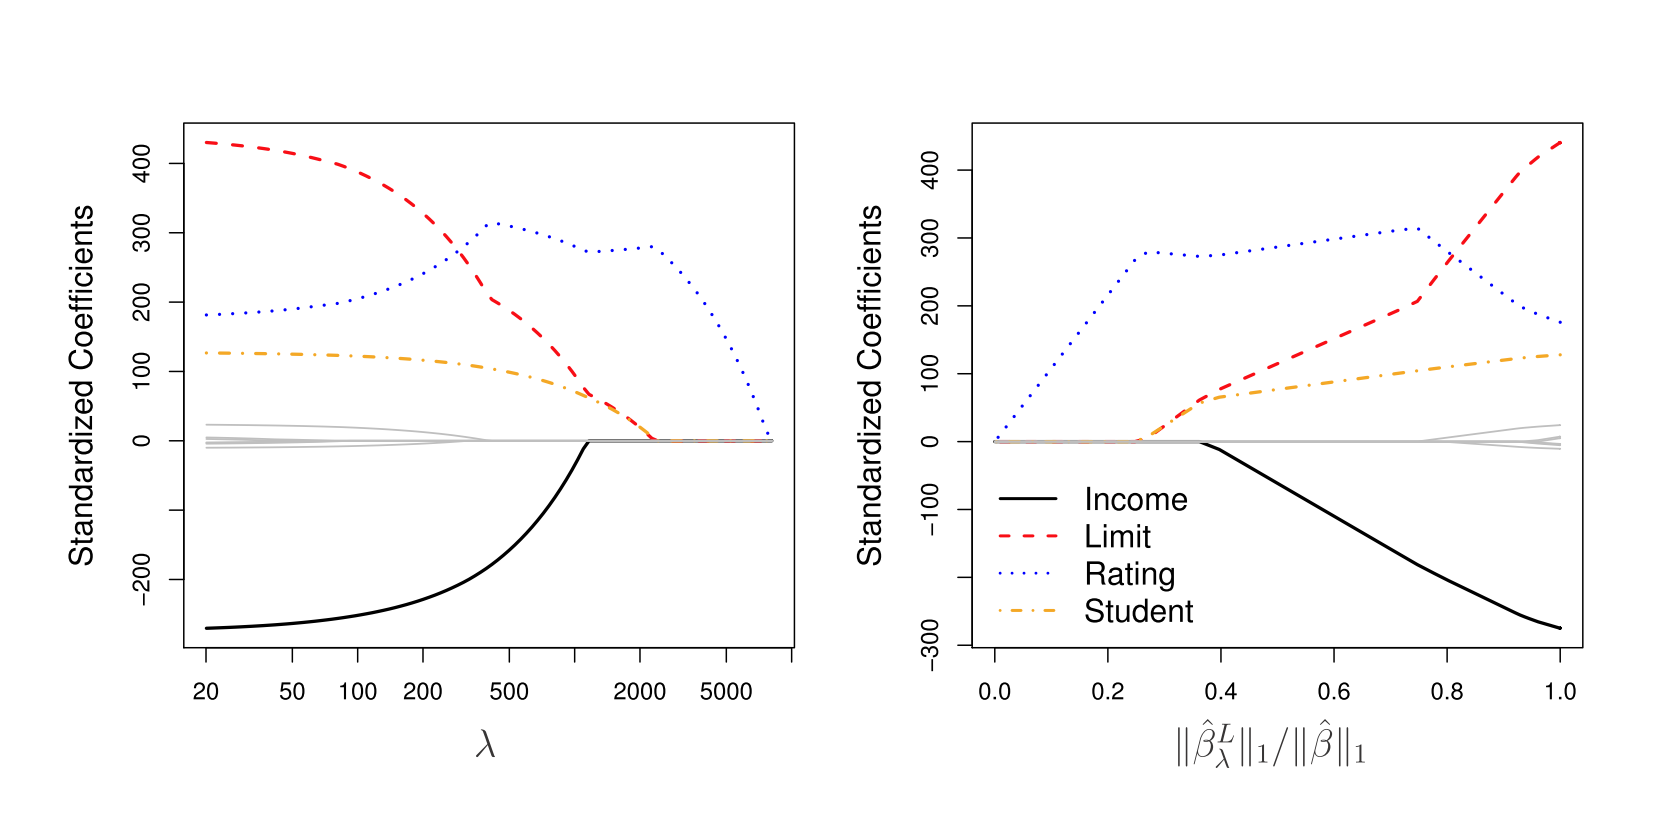 Standardized Coefficients
400
300
200
100
0
−200
20 50 100 200 500 2000 5000
λ
Standardized Coefficients
400
300
200
100
0
−100
−300
Income
Limit
Rating
Student
0.0 0.2 0.4 0.6 0.8 1.0
‖β̂λᴸ‖₁/‖β̂‖₁